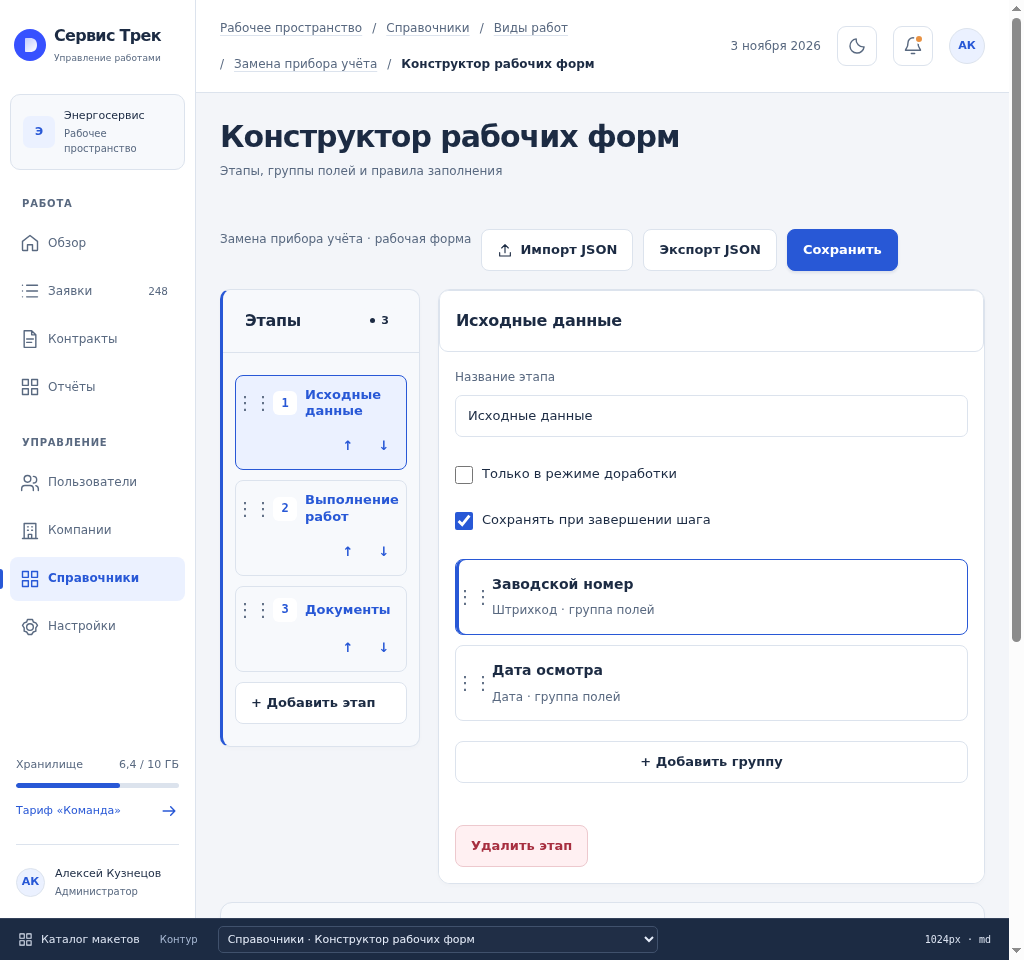 Сервис Трек
Управление работами
Э
Энергосервис
Рабочее
пространство
РАБОТА
Обзор
Заявки 248
Контракты
Отчёты
УПРАВЛЕНИЕ
Пользователи
Компании
Справочники
Настройки
Хранилище 6,4 / 10 ГБ
Тариф «Команда»
АК
Алексей Кузнецов
Администратор
Рабочее пространство / Справочники / Виды работ
/ Замена прибора учёта / Конструктор рабочих форм
3 ноября 2026
АК
Конструктор рабочих форм
Этапы, группы полей и правила заполнения
Замена прибора учёта · рабочая форма
Импорт JSON
Экспорт JSON
Сохранить
Этапы • 3
1 Исходные
данные
↑ ↓
2 Выполнение
работ
↑ ↓
3 Документы
↑ ↓
+ Добавить этап
Исходные данные
Название этапа
Исходные данные
Только в режиме доработки
Сохранять при завершении шага
Заводской номер
Штрихкод · группа полей
Дата осмотра
Дата · группа полей
+ Добавить группу
Удалить этап
Каталог макетов
Контур
Справочники · Конструктор рабочих форм
1024px · md